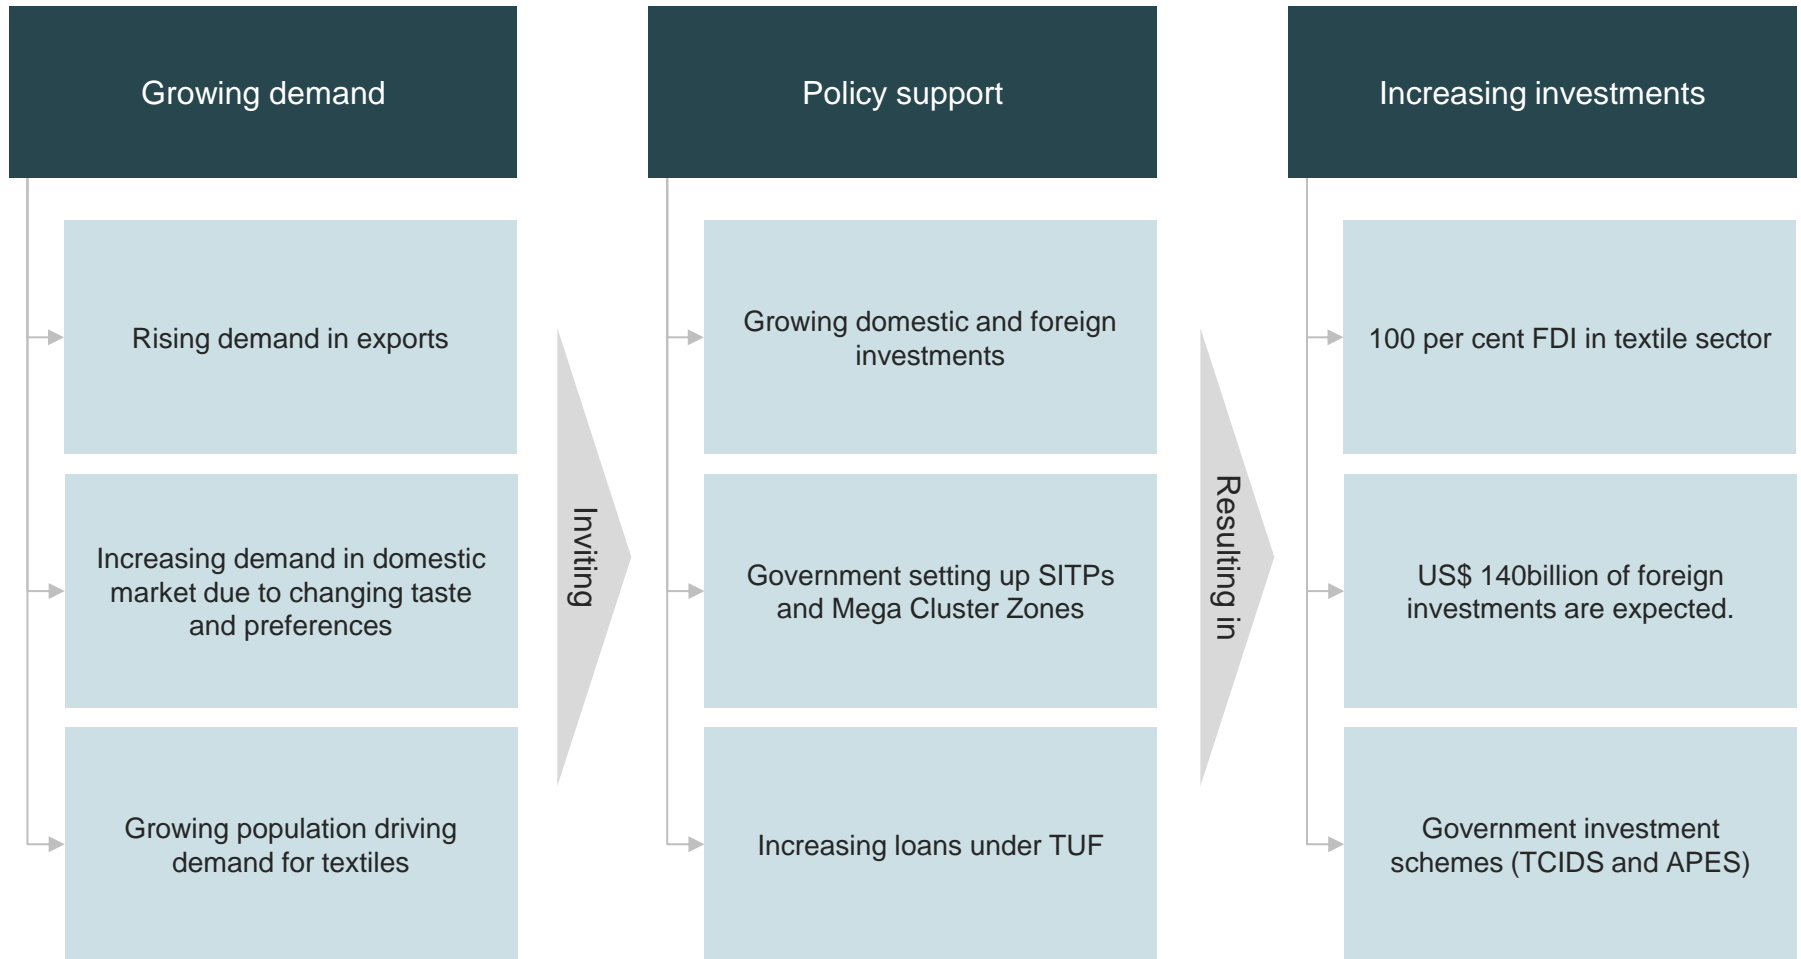 Growing demand
Rising demand in exports
Increasing demand in domestic
market due to changing taste
and preferences
Growing population driving
demand for textiles
Inviting
Policy support
Growing domestic and foreign
investments
Government setting up SITPs
and Mega Cluster Zones
Increasing loans under TUF
Resulting in
Increasing investments
100 per cent FDI in textile sector
US$ 140billion of foreign
investments are expected.
Government investment
schemes (TCIDS and APES)